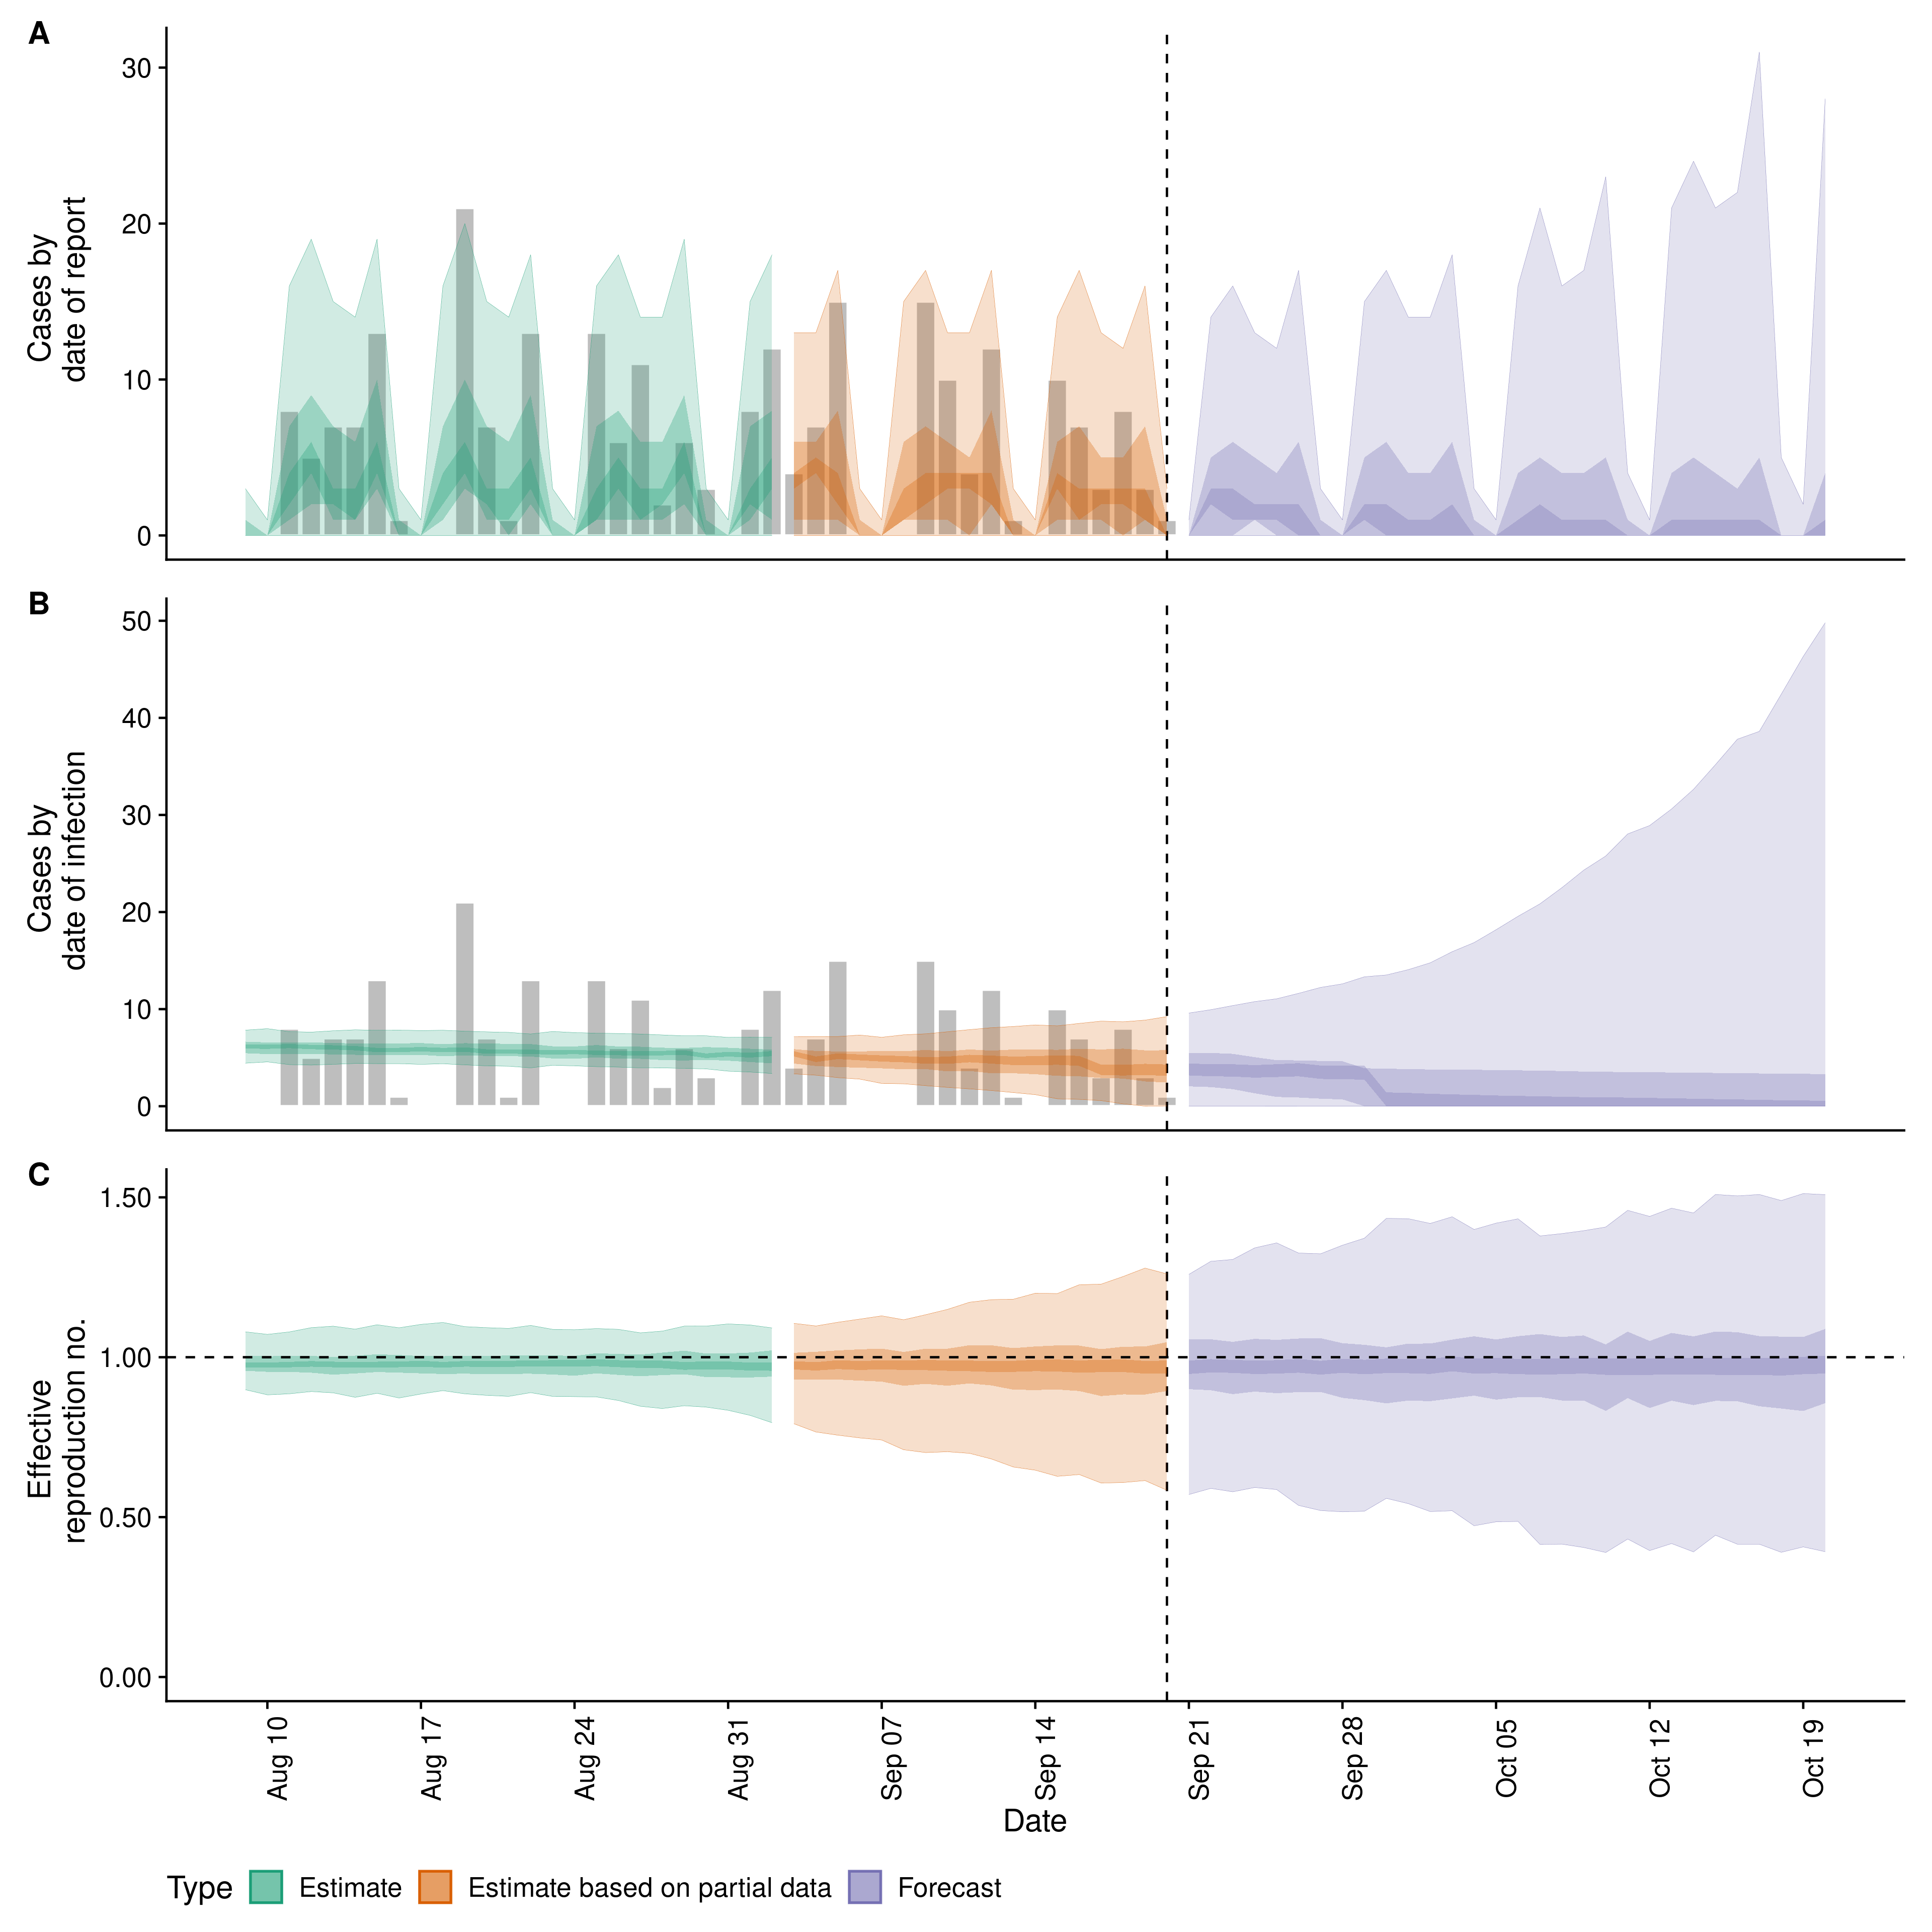 A
30
20
10
0
Cases by
date of report
B
50
40
30
20
10
0
Cases by
date of infection
C
1.50
1.00
0.50
0.00
Effective
reproduction no.
Aug 10
Aug 17
Aug 24
Aug 31
Sep 07
Sep 14
Sep 21
Sep 28
Oct 05
Oct 12
Oct 19
Date
Type Estimate Estimate based on partial data Forecast